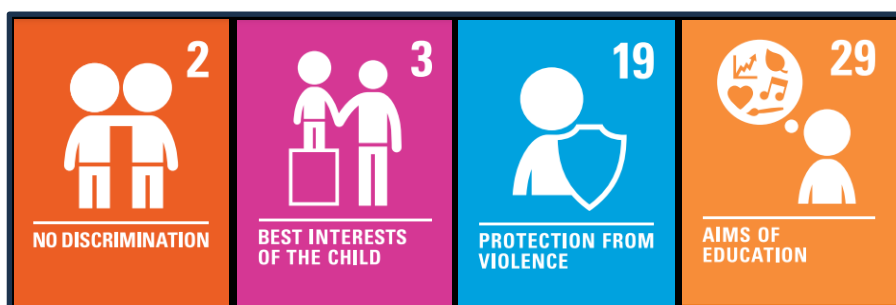 2
NO DISCRIMINATION
3
BEST INTERESTS
OF THE CHILD
19
PROTECTION FROM
VIOLENCE
29
AIMS OF
EDUCATION